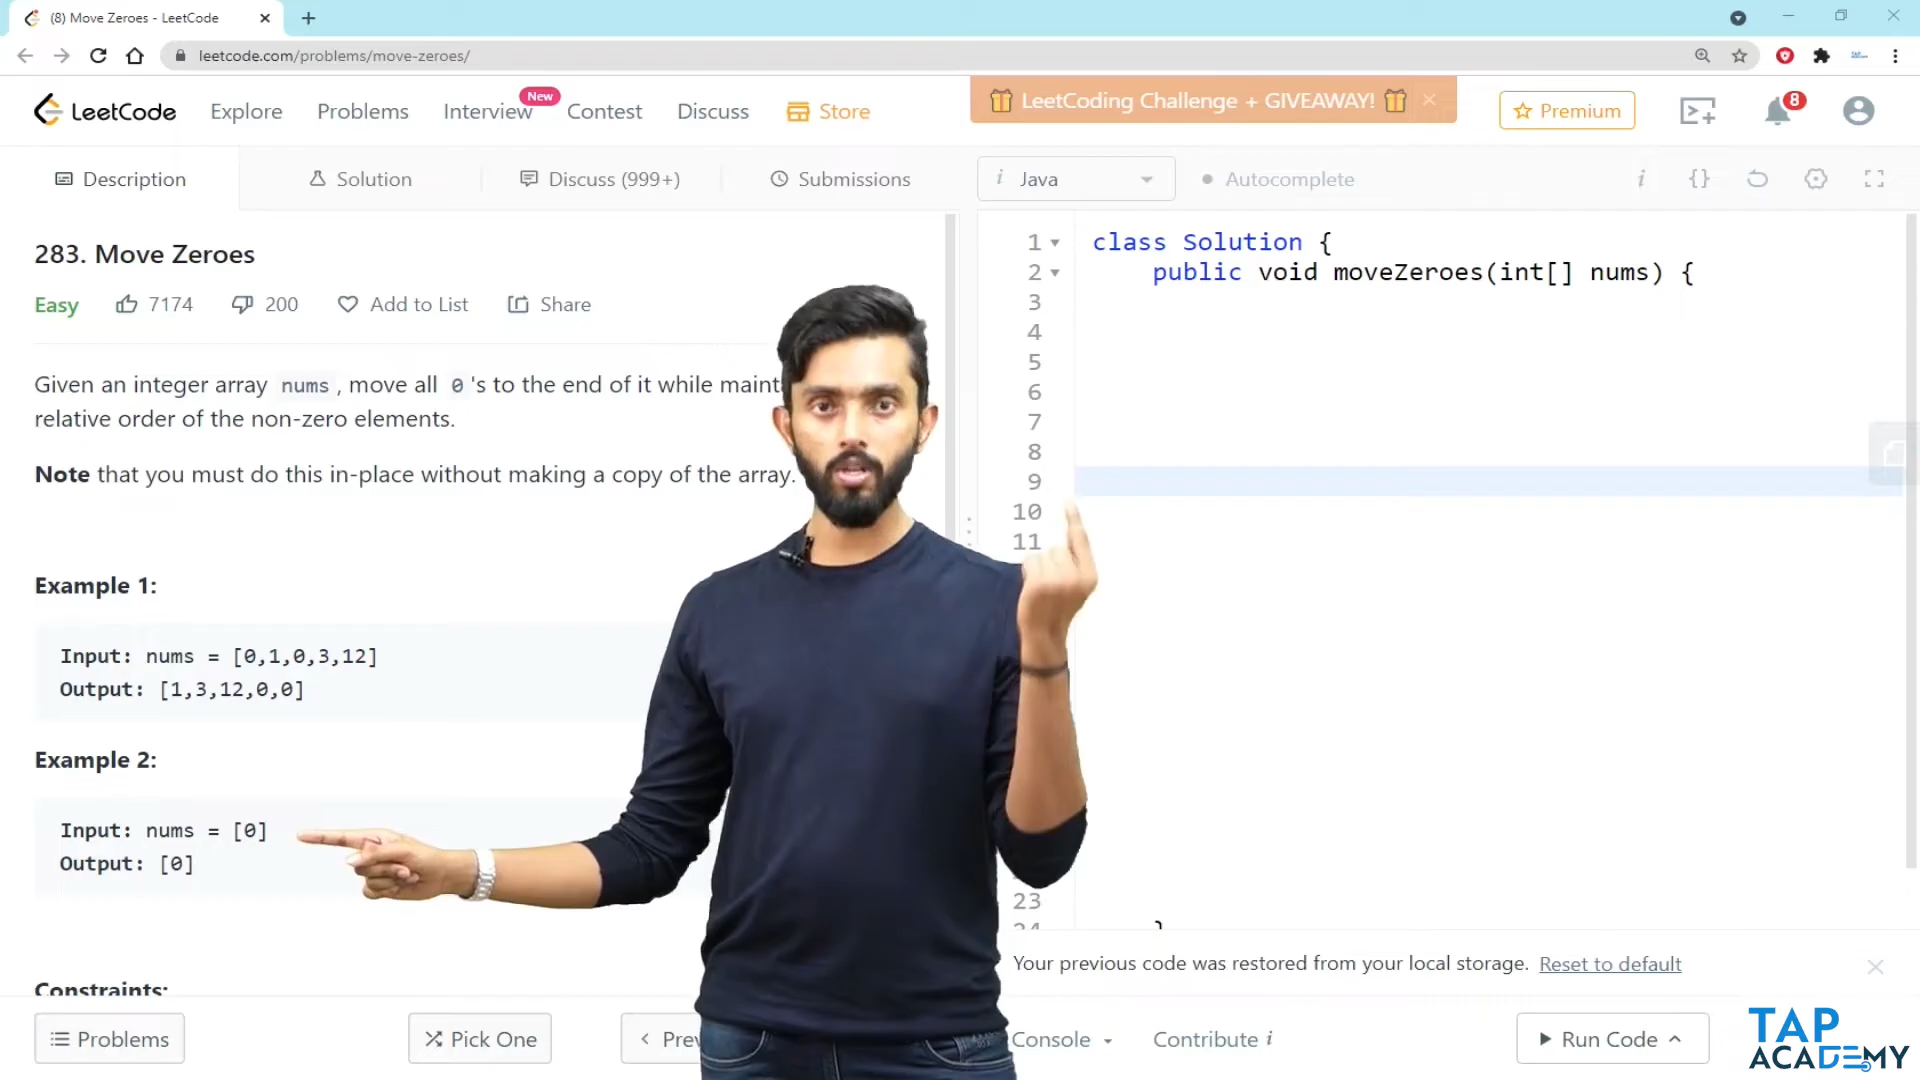 (8) Move Zeroes - LeetCode
leetcode.com/problems/move-zeroes/
LeetCode
Explore
Problems
Interview
New
Contest
Discuss
Store
LeetCoding Challenge + GIVEAWAY!
Premium
8
Description
Solution
Discuss (999+)
Submissions
i Java
Autocomplete
i
{}
283. Move Zeroes
Easy
7174
200
Add to List
Share
Given an integer array nums, move all 0's to the end of it while
relative order of the non-zero elements.
Note that you must do this in-place without making a copy of the array.
Example 1:
Input: nums = [0,1,0,3,12]
Output: [1,3,12,0,0]
Example 2:
Input: nums = [0]
Output: [0]
Constraints:
1 class Solution {
2 public void moveZeroes(int[] nums) {
3
4
5
6
7
8
9
10
11
23
24 }
Your previous code was restored from your local storage. Reset to default
Problems
Pick One
Console
Contribute i
Run Code
TAP
ACADEMY